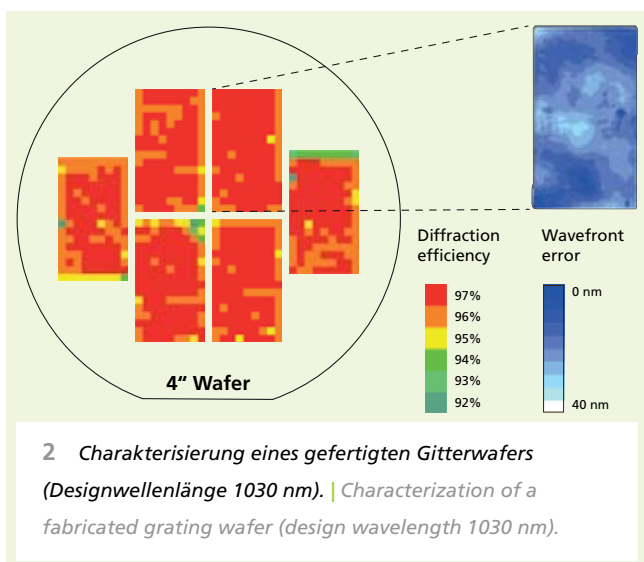 Diffraction
efficiency
97%
96%
95%
94%
93%
92%
Wavefront
error
0 nm
40 nm
4“ Wafer
2 Charakterisierung eines gefertigten Gitterwafers
(Designwellenlänge 1030 nm). | Characterization of a
fabricated grating wafer (design wavelength 1030 nm).